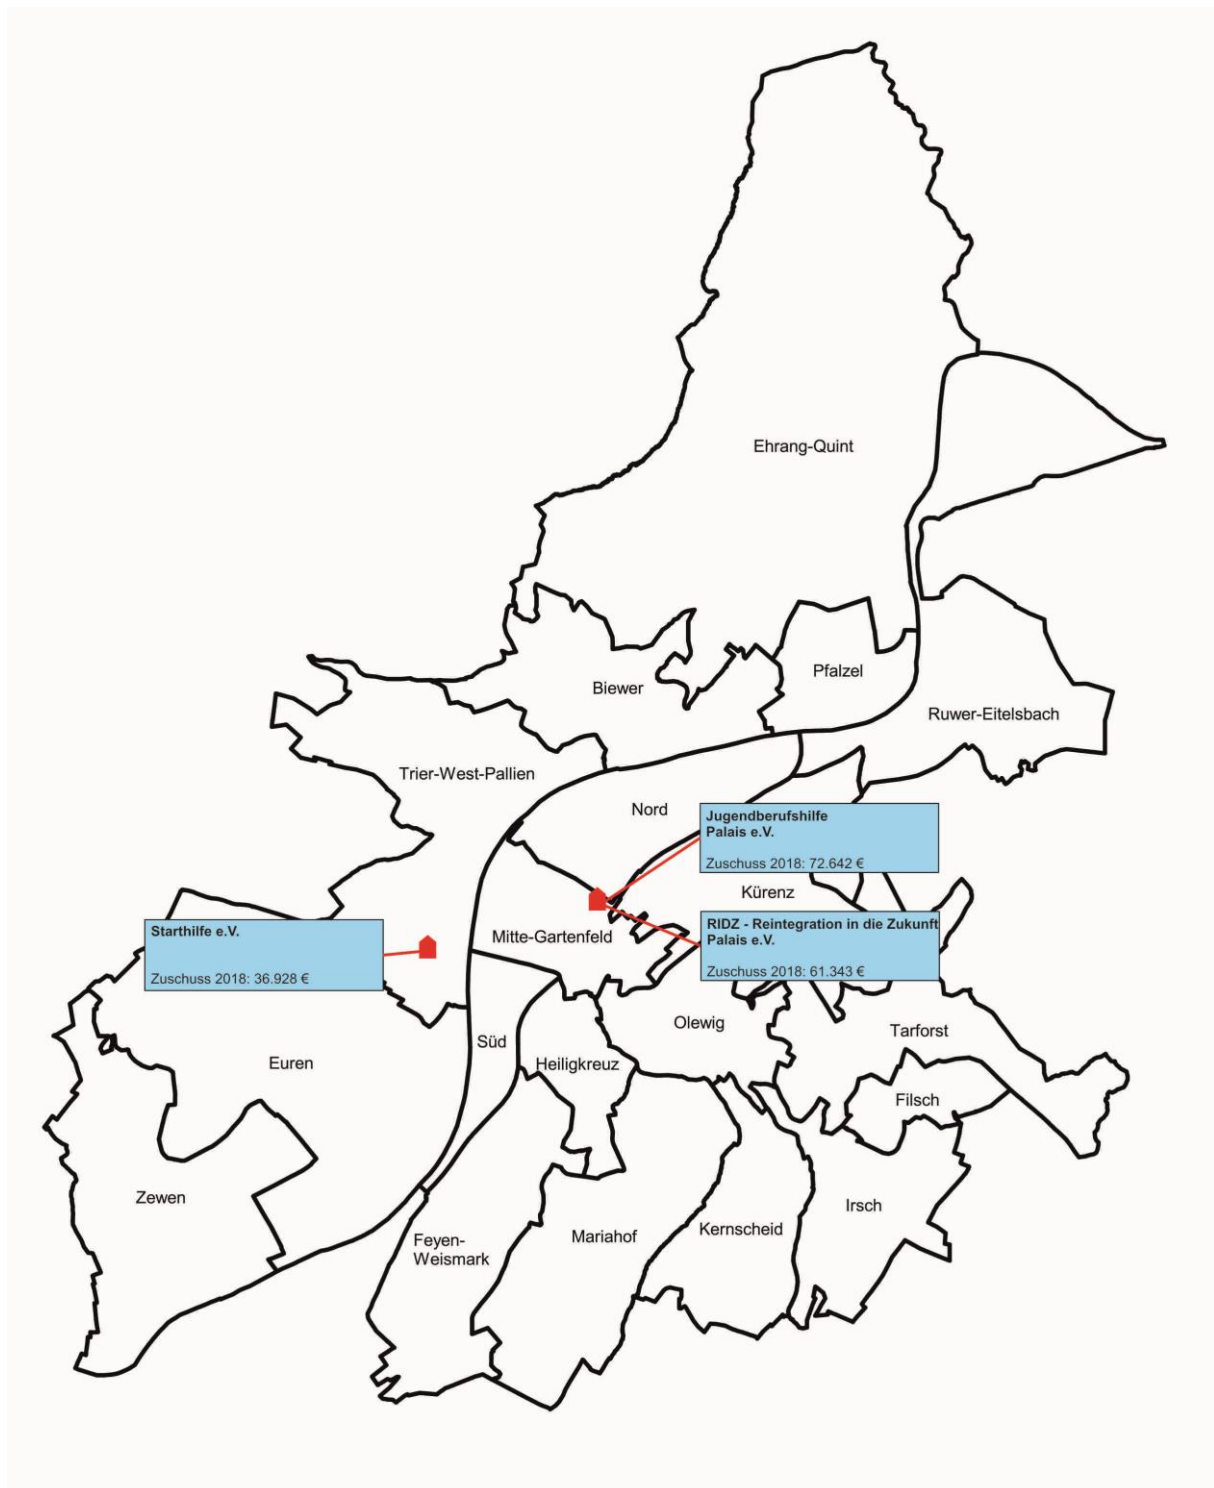 Ehrang-Quint
Pfalzel
Biewer
Ruwer-Eitelsbach
Trier-West-Pallien
Nord
Jugendberufshilfe
Palais e.V.
Zuschuss 2018: 72.642 €
Kürenz
RIDZ - Reintegration in die Zukunft
Palais e.V.
Zuschuss 2018: 61.343 €
Starthilfe e.V.
Zuschuss 2018: 36.928 €
Mitte-Gartenfeld
Olewig
Tarforst
Süd
Euren
Heiligkreuz
Filsch
Zewen
Irsch
Kernscheid
Mariahof
Feyen-
Weismark